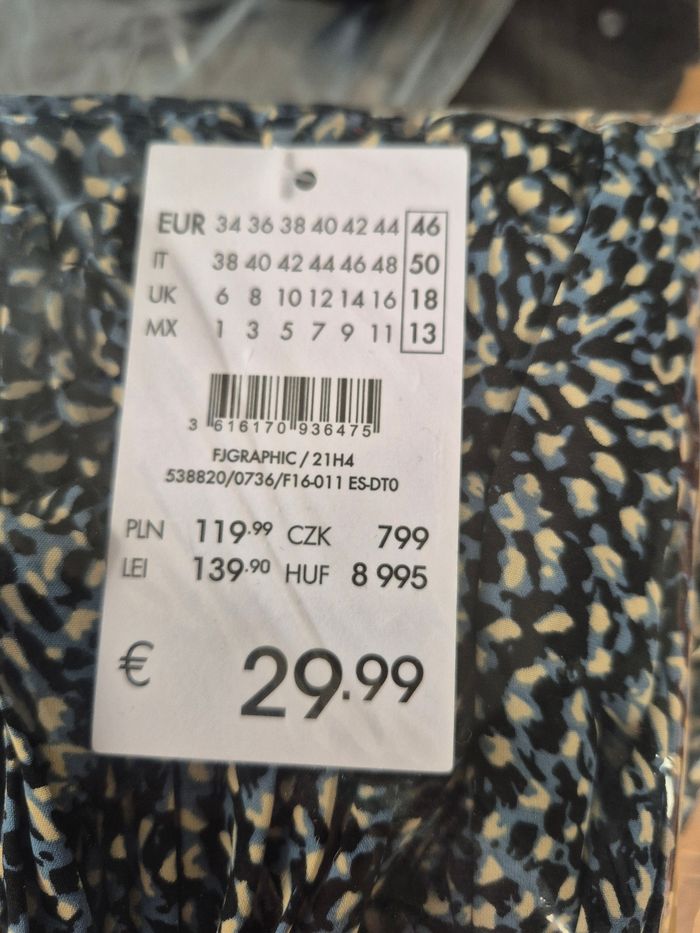 EUR 34 36 38 40 42 44 46
IT 38 40 42 44 46 48 50
UK 6 8 10 12 14 16 18
MX 1 3 5 7 9 11 13
3 616170 936475
FJGRAPHIC / 21H4
538820/0736/F16-011 ES-DT0
PLN 119.99 CZK 799
LEI 139.90 HUF 8 995
€ 29.99